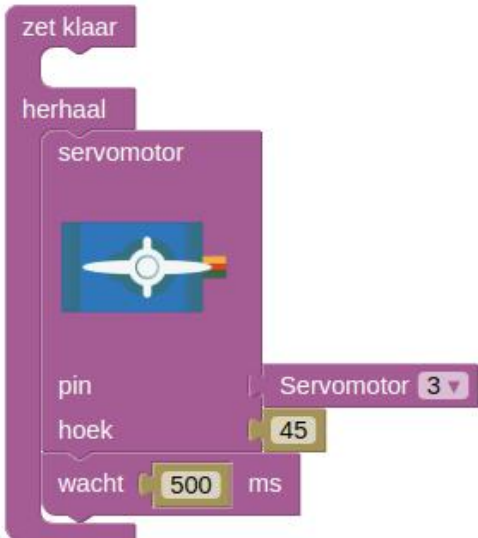 zet klaar
herhaal
servomotor
pin Servomotor 3
hoek 45
wacht 500 ms